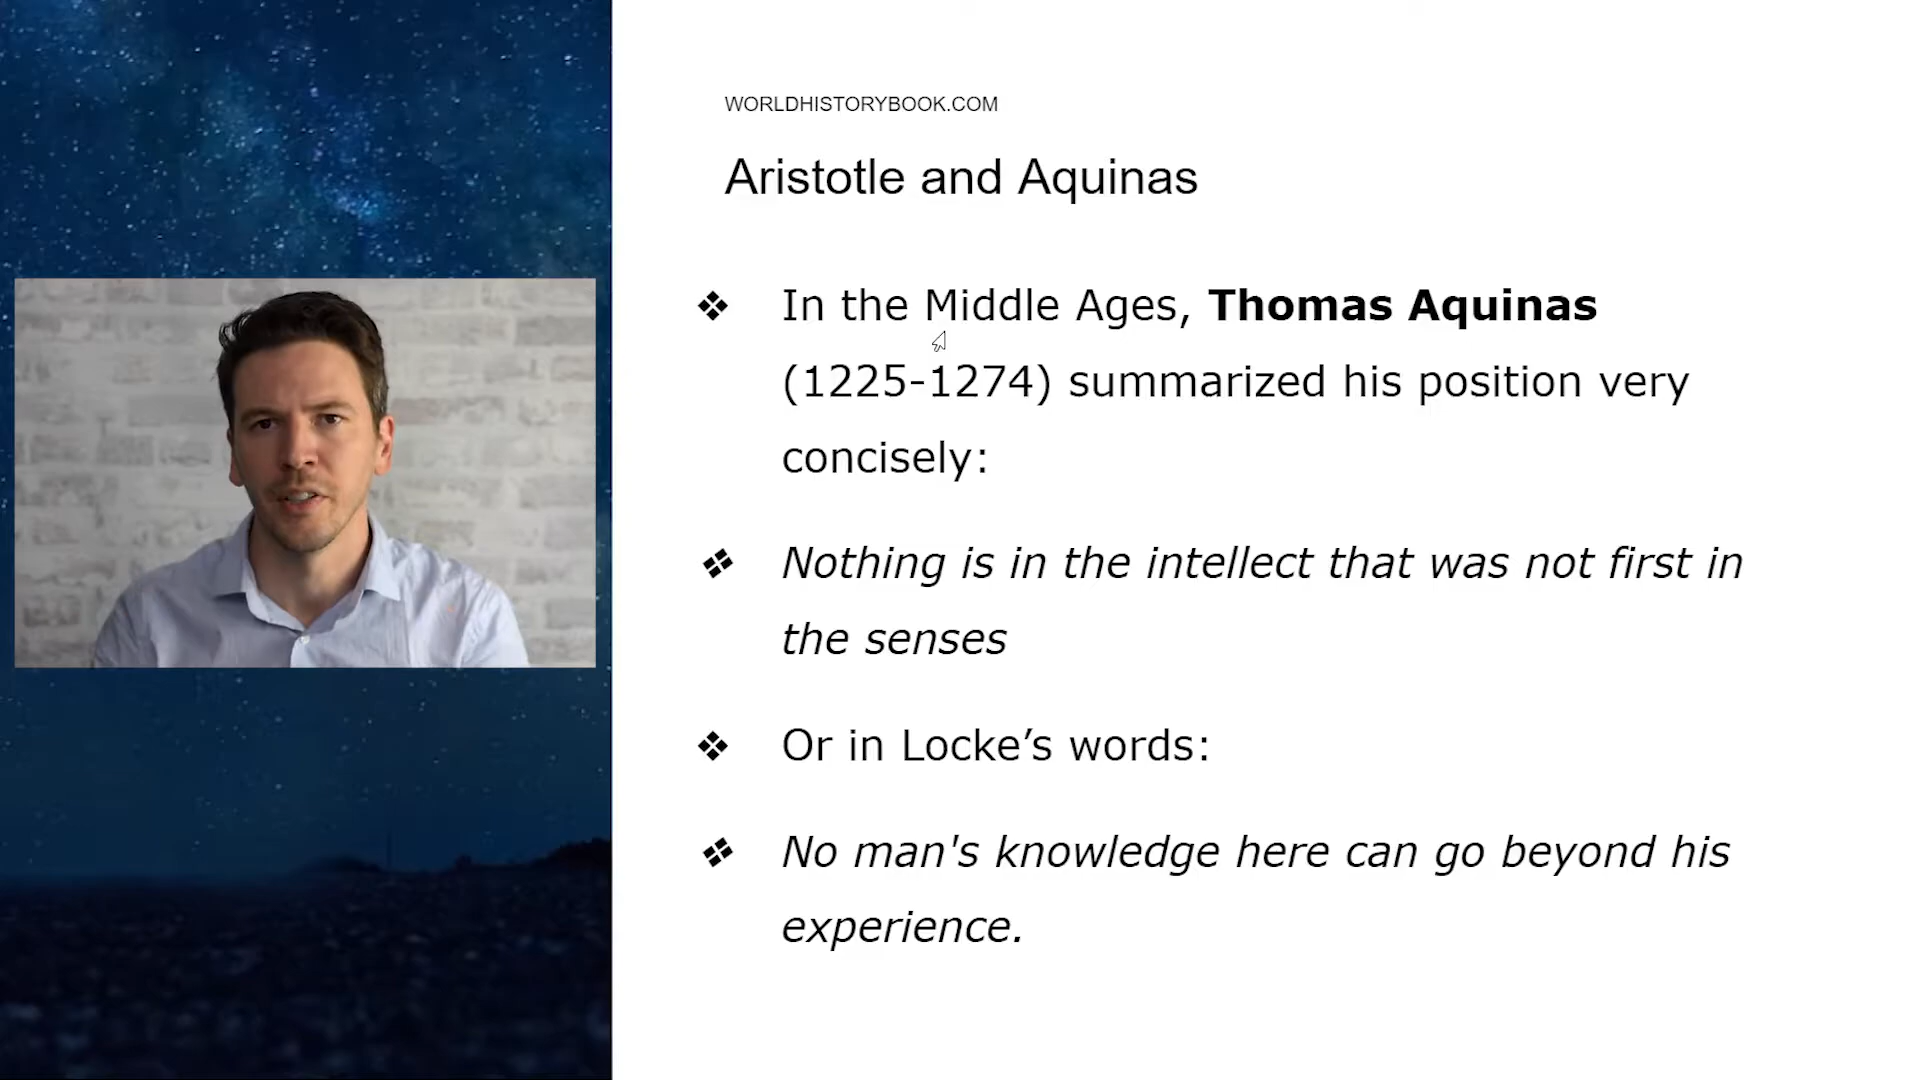 WORLDHISTORYBOOK.COM
Aristotle and Aquinas
❖ In the Middle Ages, Thomas Aquinas
(1225-1274) summarized his position very
concisely:
❖ Nothing is in the intellect that was not first in
the senses
❖ Or in Locke’s words:
❖ No man's knowledge here can go beyond his
experience.